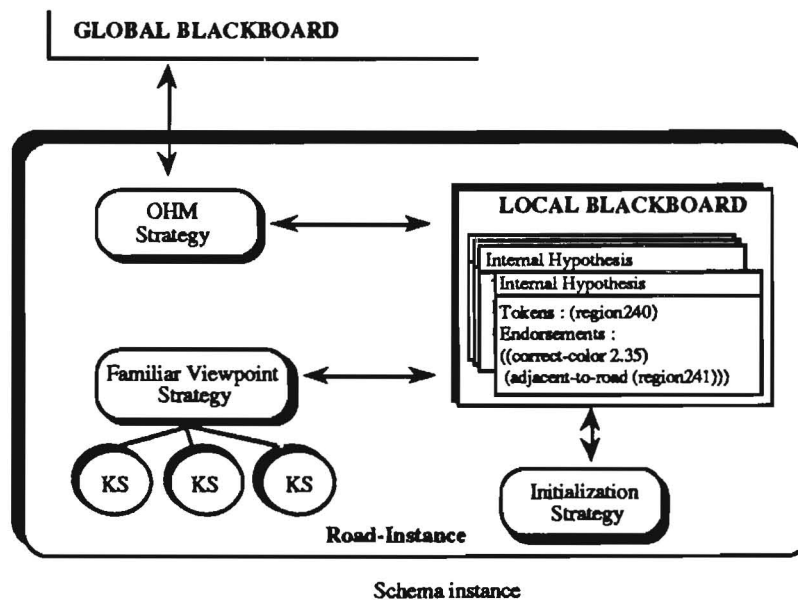 GLOBAL BLACKBOARD
OHM
Strategy
LOCAL BLACKBOARD
Internal Hypothesis
Internal Hypothesis
Tokens : (region240)
Endorsements :
((correct-color 2.35)
(adjacent-to-road (region241)))
Familiar Viewpoint
Strategy
KS
KS
KS
Initialization
Strategy
Road-Instance
Schema instance